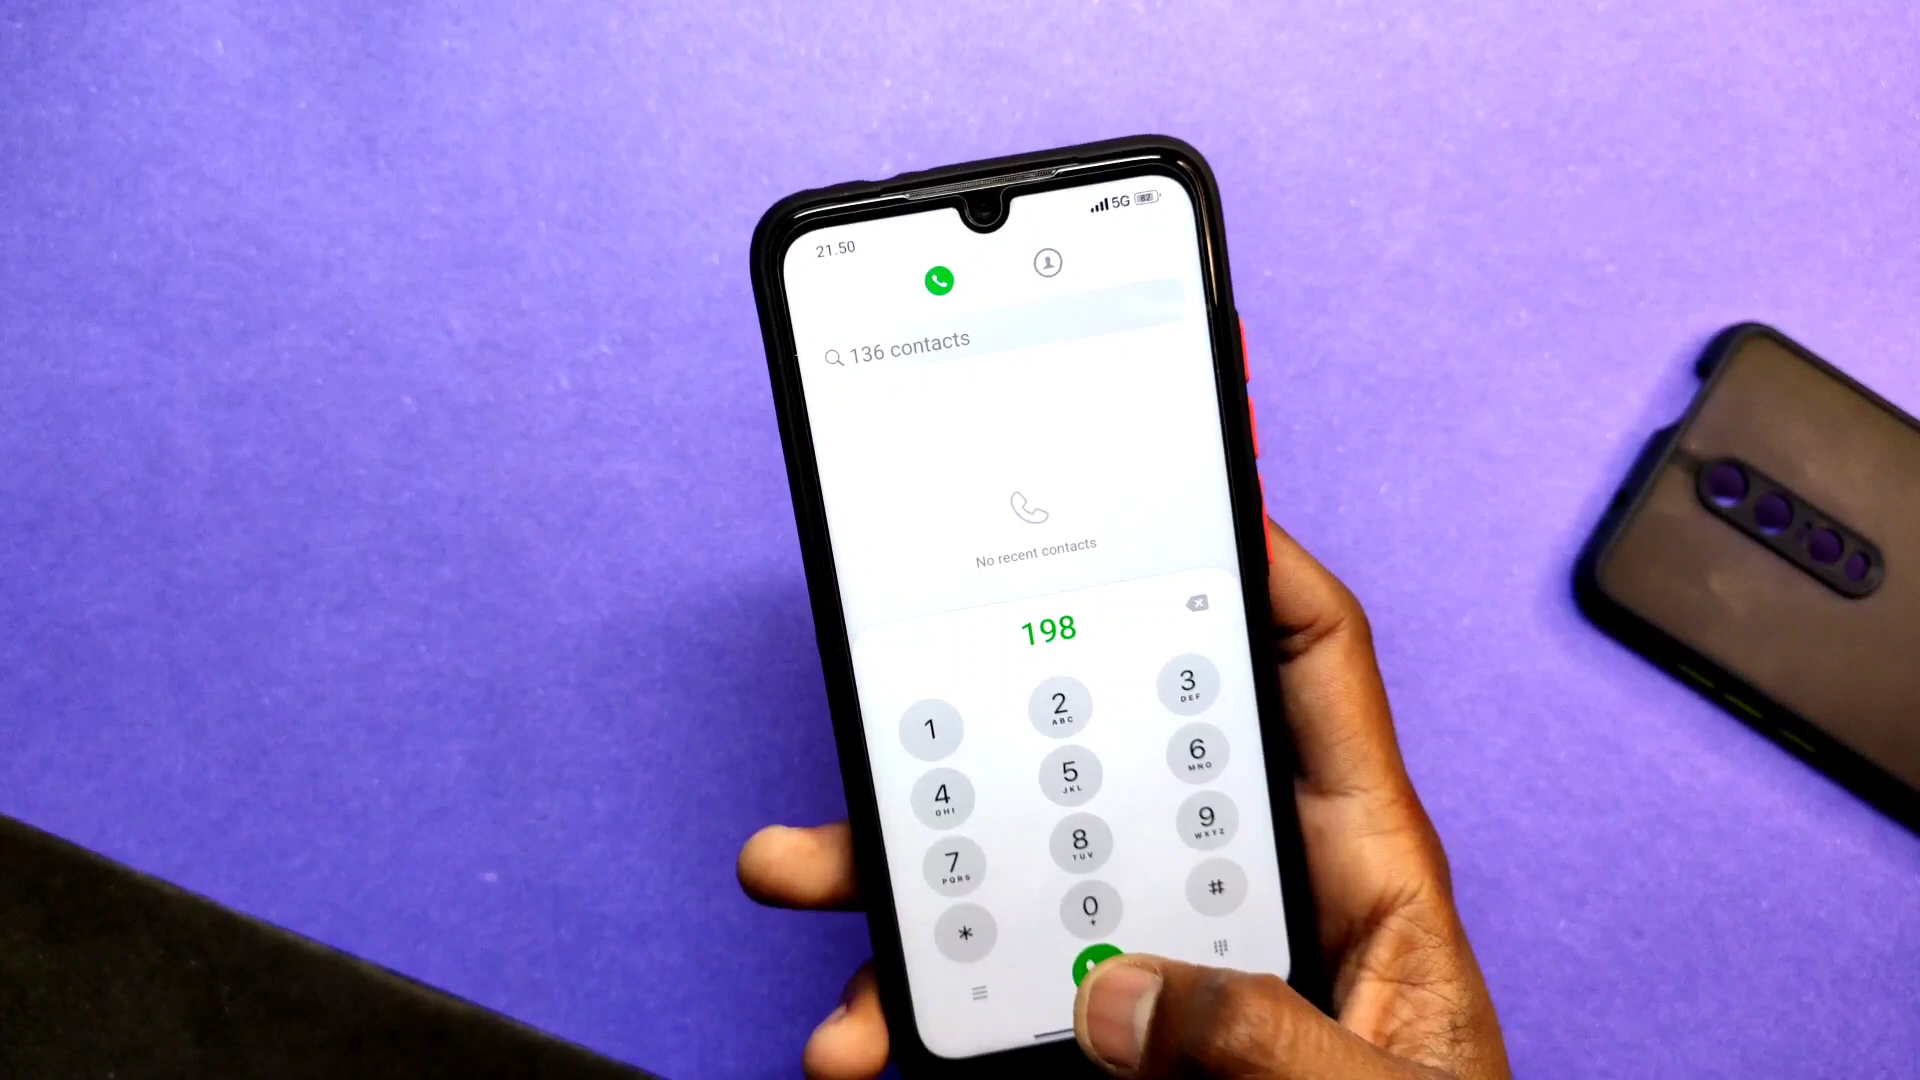 21.50 5G 82
136 contacts
No recent contacts
198
1 2 ABC 3 DEF
4 GHI 5 JKL 6 MNO
7 PQRS 8 TUV 9 WXYZ
* 0 + #